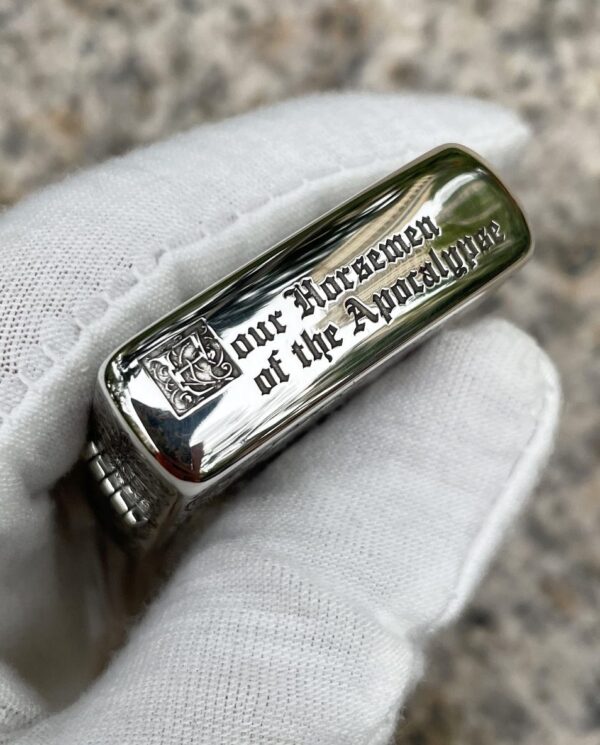 Four Horsemen
of the Apocalypse